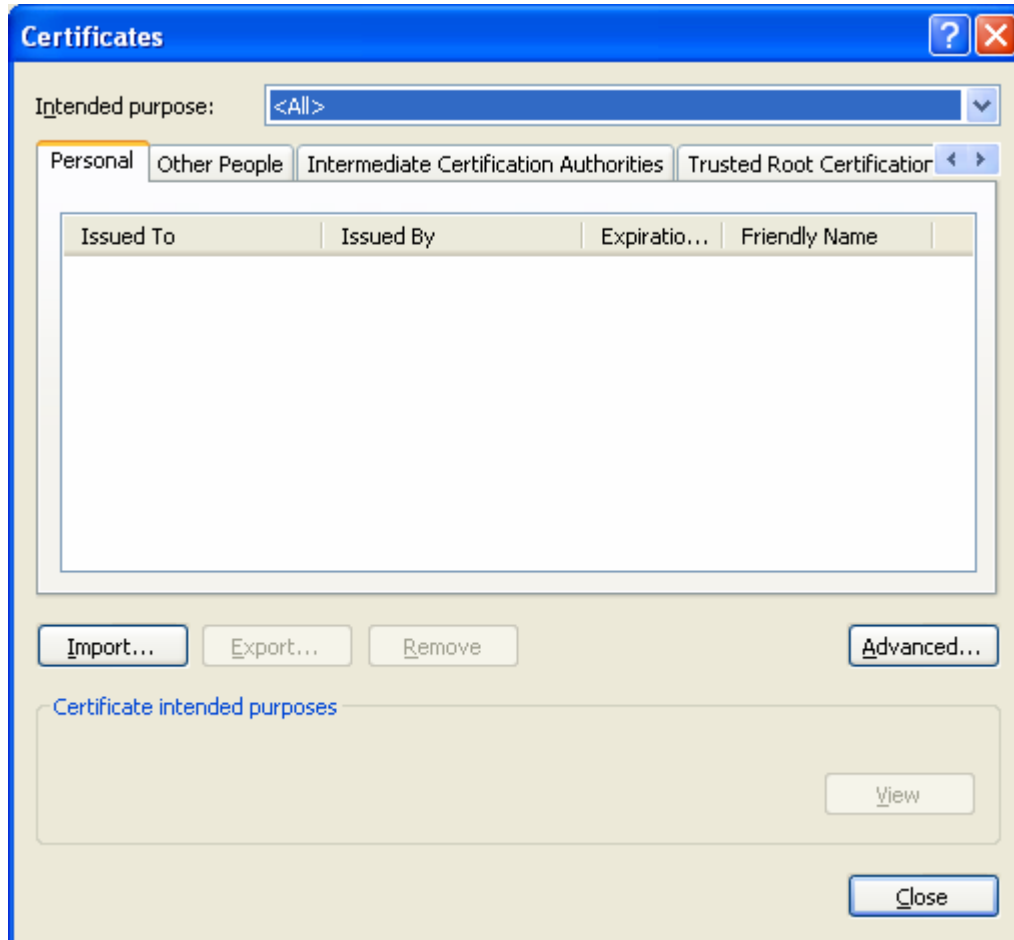 Certificates
Intended purpose: <All>
Personal Other People Intermediate Certification Authorities Trusted Root Certification
Issued To Issued By Expiratio... Friendly Name
Import... Export... Remove Advanced...
Certificate intended purposes
View
Close